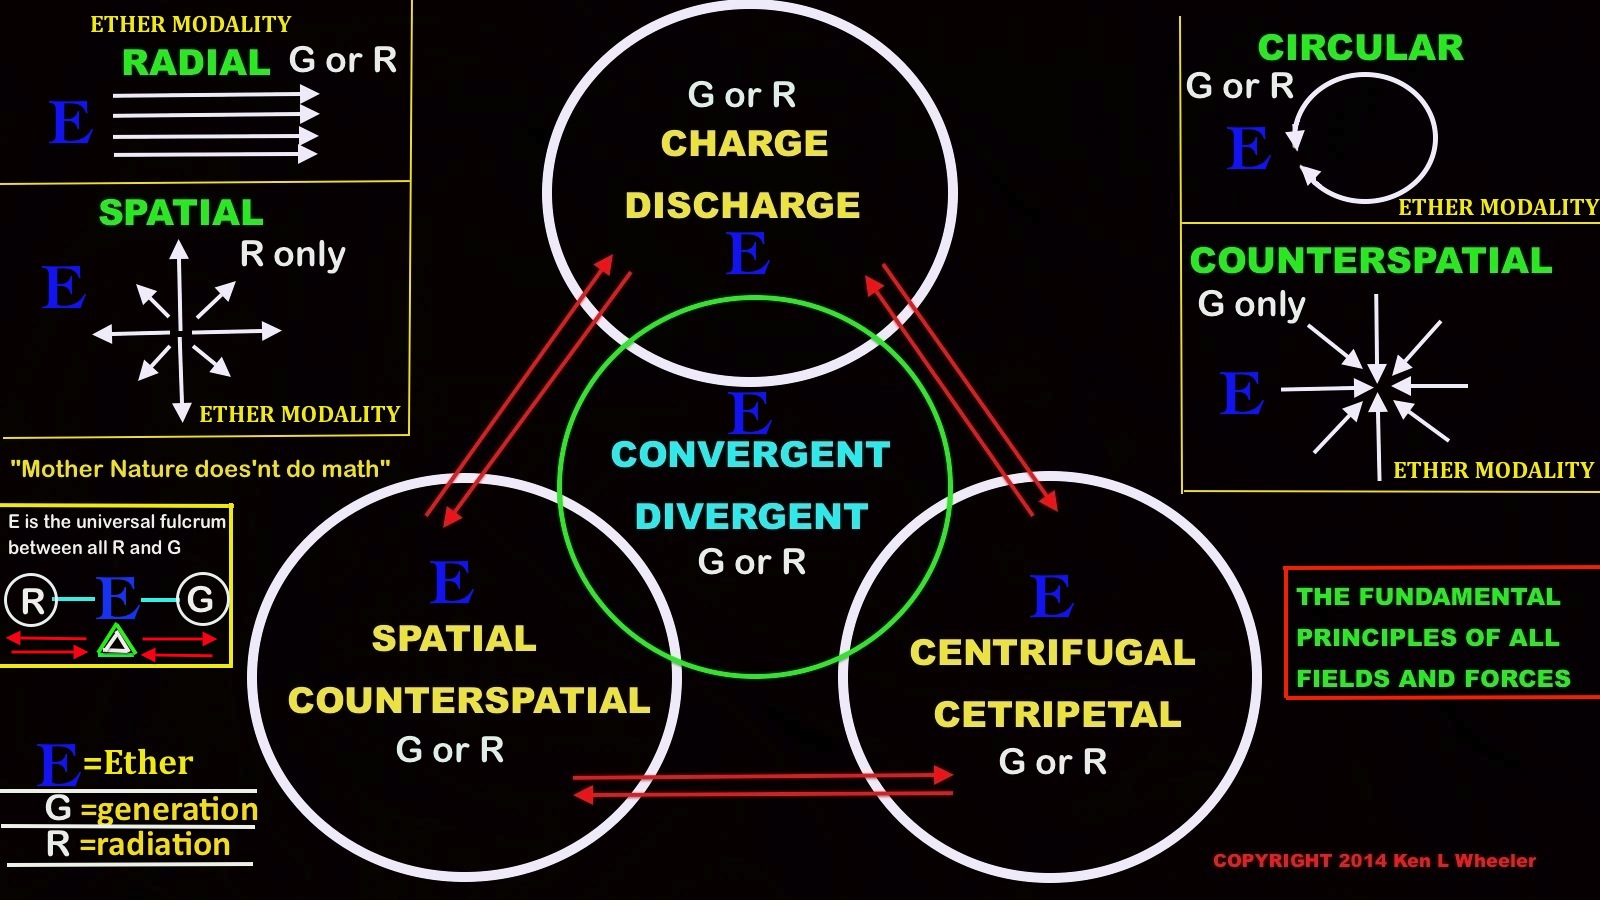 ETHER MODALITY
RADIAL G or R
E
SPATIAL
R only
E
ETHER MODALITY
"Mother Nature does'nt do math"
E is the universal fulcrum
between all R and G
R E G
E=Ether
G =generation
R =radiation
G or R
CHARGE
DISCHARGE
E
E
CONVERGENT
DIVERGENT
G or R
E
SPATIAL
COUNTERSPATIAL
G or R
E
CENTRIFUGAL
CETRIPETAL
G or R
CIRCULAR
G or R
E
ETHER MODALITY
COUNTERSPATIAL
G only
E
ETHER MODALITY
THE FUNDAMENTAL
PRINCIPLES OF ALL
FIELDS AND FORCES
COPYRIGHT 2014 Ken L Wheeler